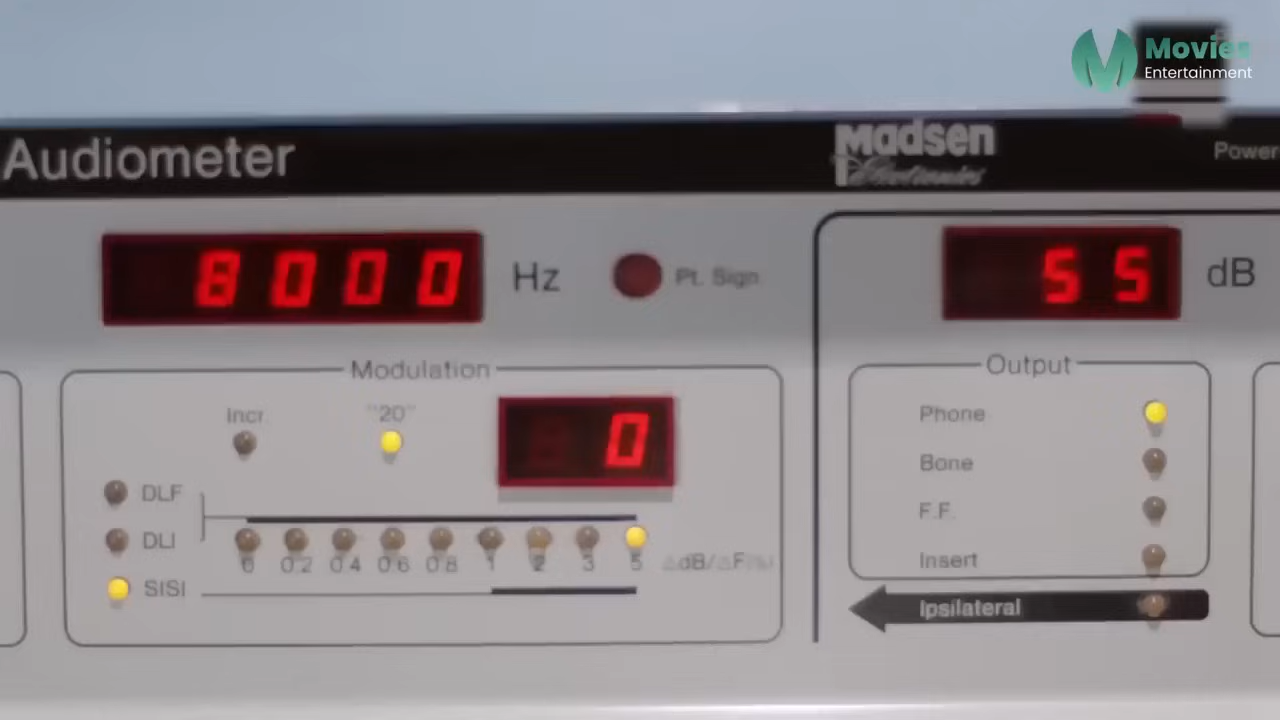 Movies
Entertainment
Audiometer
Madsen
Electronics
Power
8000 Hz
Pt. Sign
55 dB
Modulation
Incr.
"20"
0
DLF
DLI
SISI
0 0.2 0.4 0.6 0.8 1 2 3 5
Output
Phone
Bone
F.F.
Insert
Ipsilateral